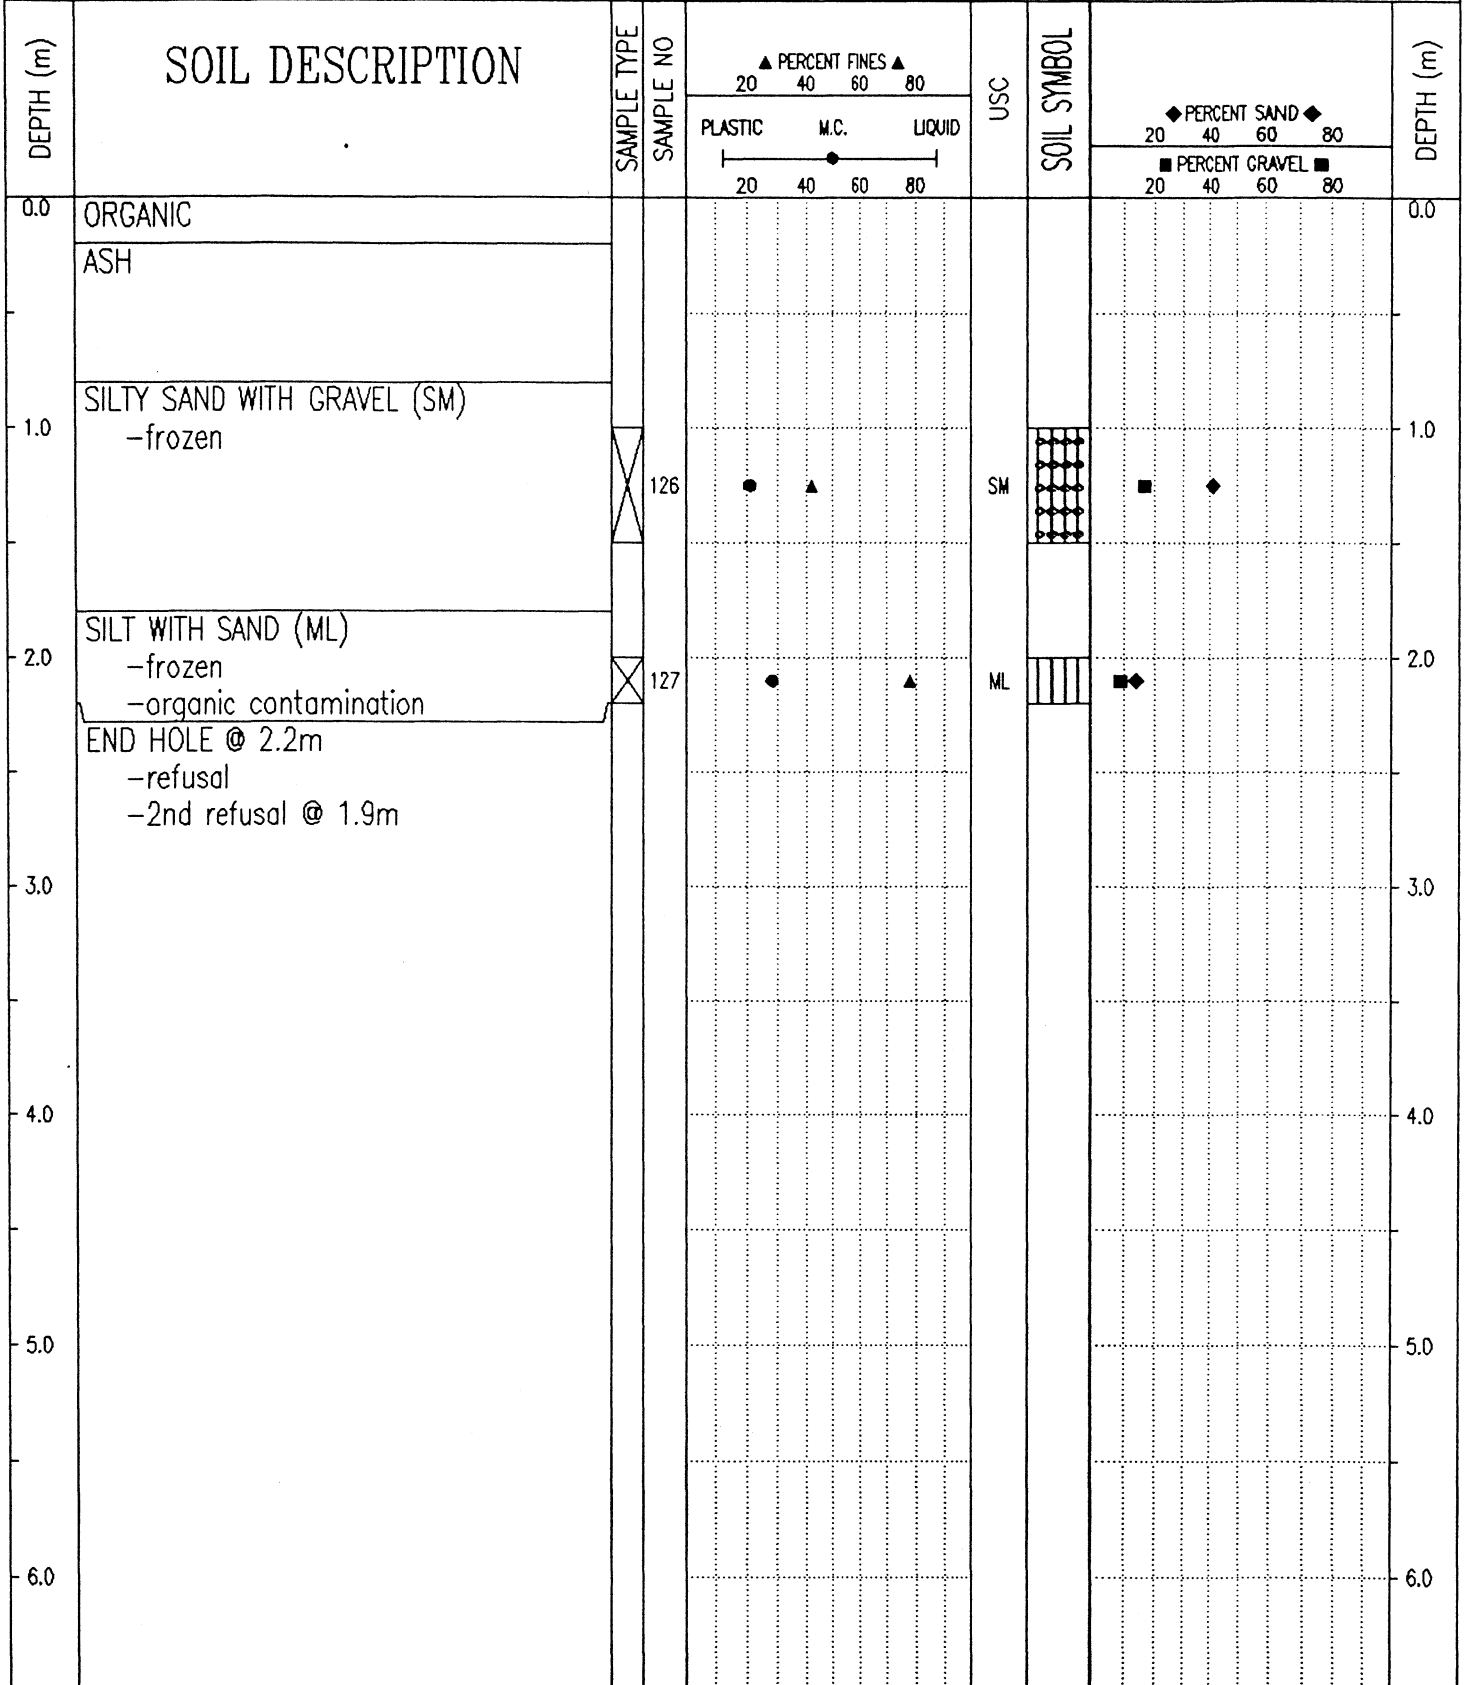 DEPTH (m)
SOIL DESCRIPTION
SAMPLE TYPE
SAMPLE NO
▲ PERCENT FINES ▲
20 40 60 80
PLASTIC M.C. LIQUID
20 40 60 80
USC
SOIL SYMBOL
◆ PERCENT SAND ◆
20 40 60 80
■ PERCENT GRAVEL ■
20 40 60 80
DEPTH (m)
0.0 ORGANIC 0.0
ASH
SILTY SAND WITH GRAVEL (SM)
1.0 -frozen 1.0
126 SM
SILT WITH SAND (ML)
2.0 -frozen 2.0
127 ML
-organic contamination
END HOLE @ 2.2m
-refusal
-2nd refusal @ 1.9m
3.0 3.0
4.0 4.0
5.0 5.0
6.0 6.0